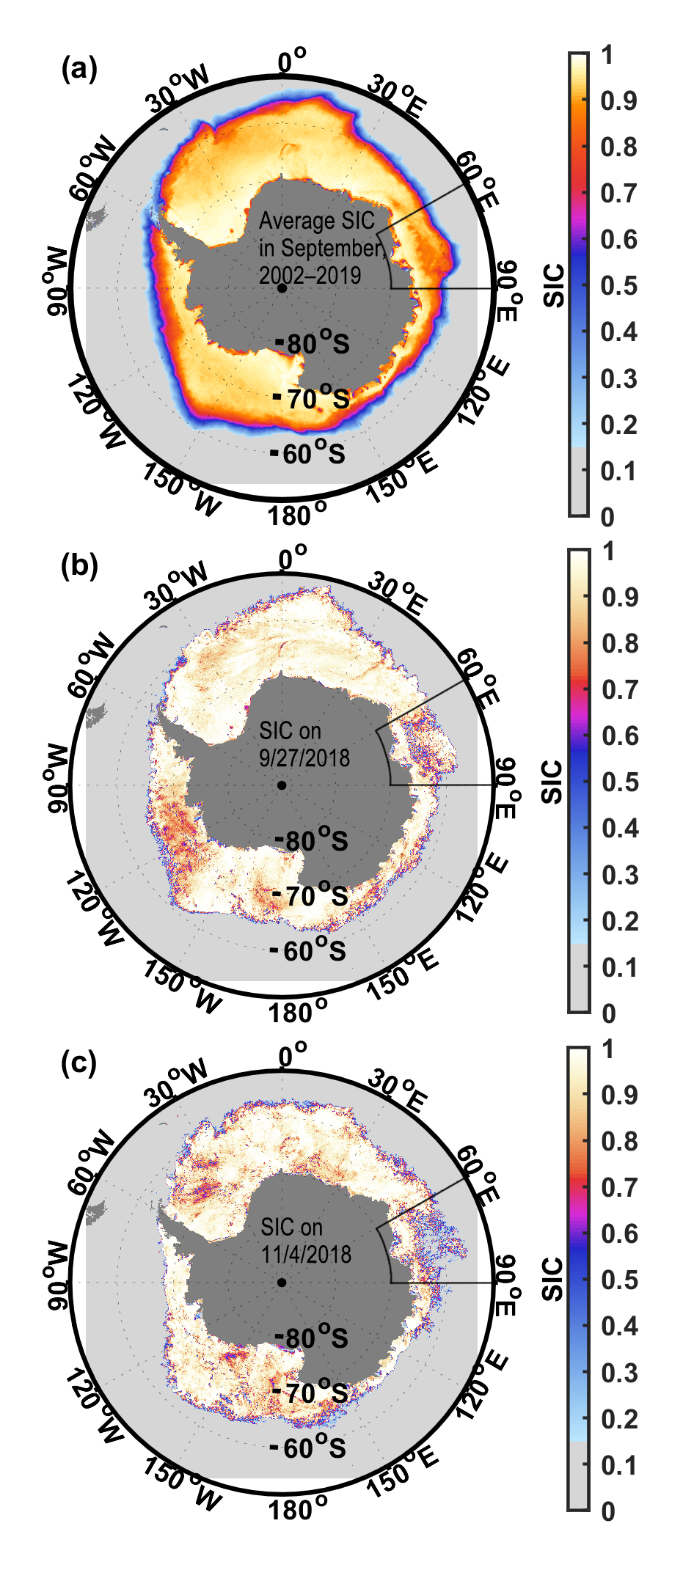 (a)
0°
30°W
30°E
60°W
60°E
90°W
90°E
120°W
120°E
150°W
150°E
180°
Average SIC
in September,
2002–2019
-80°S
-70°S
-60°S
SIC
1
0.9
0.8
0.7
0.6
0.5
0.4
0.3
0.2
0.1
0
(b)
0°
30°W
30°E
60°W
60°E
90°W
90°E
120°W
120°E
150°W
150°E
180°
SIC on
9/27/2018
-80°S
-70°S
-60°S
SIC
1
0.9
0.8
0.7
0.6
0.5
0.4
0.3
0.2
0.1
0
(c)
0°
30°W
30°E
60°W
60°E
90°W
90°E
120°W
120°E
150°W
150°E
180°
SIC on
11/4/2018
-80°S
-70°S
-60°S
SIC
1
0.9
0.8
0.7
0.6
0.5
0.4
0.3
0.2
0.1
0